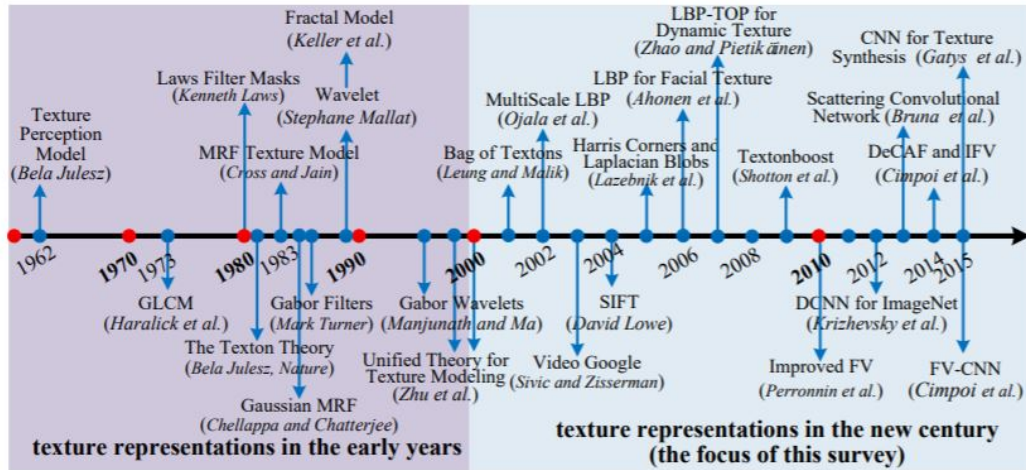 Fractal Model
(Keller et al.)
Laws Filter Masks
(Kenneth Laws)
Wavelet
(Stephane Mallat)
Texture
Perception
Model
(Bela Julesz)
MRF Texture Model
(Cross and Jain)
LBP-TOP for
Dynamic Texture
(Zhao and Pietikäinen)
CNN for Texture
Synthesis (Gatys et al.)
LBP for Facial Texture
(Ahonen et al.)
MultiScale LBP
(Ojala et al.)
Scattering Convolutional
Network (Bruna et al.)
Bag of Textons
(Leung and Malik)
Harris Corners and
Laplacian Blobs
(Lazebnik et al.)
Textonboost
(Shotton et al.)
DeCAF and IFV
(Cimpoi et al.)
1962
1970
1973
1980
1983
1990
2000
2002
2004
2006
2008
2010
2012
2014
2015
GLCM
(Haralick et al.)
The Texton Theory
(Bela Julesz, Nature)
Gabor Filters
(Mark Turner)
Gaussian MRF
(Chellappa and Chatterjee)
Gabor Wavelets
(Manjunath and Ma)
Unified Theory for
Texture Modeling
(Zhu et al.)
SIFT
(David Lowe)
Video Google
(Sivic and Zisserman)
DCNN for ImageNet
(Krizhevsky et al.)
Improved FV
(Perronnin et al.)
FV-CNN
(Cimpoi et al.)
texture representations in the early years
texture representations in the new century
(the focus of this survey)